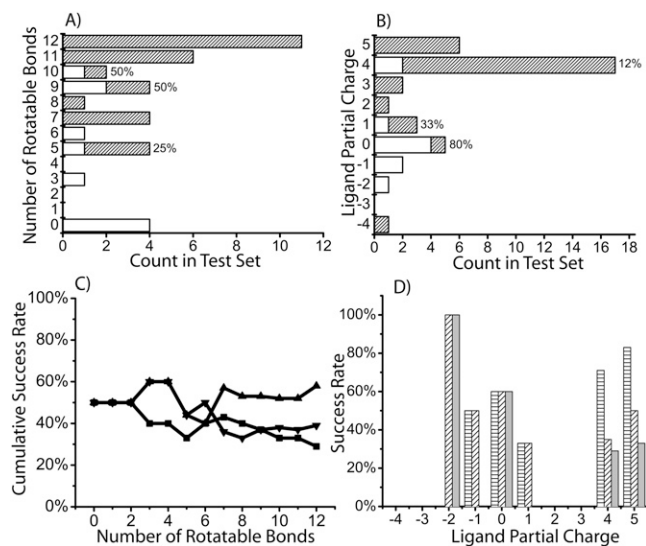 A)
Number of Rotatable Bonds
12
11
10
9
8
7
6
5
4
3
2
1
0
50%
50%
25%
0 2 4 6 8 10 12
Count in Test Set
B)
Ligand Partial Charge
5
4
3
2
1
0
-1
-2
-3
-4
12%
33%
80%
0 2 4 6 8 10 12 14 16 18
Count in Test Set
C)
Cumulative Success Rate
100%
80%
60%
40%
20%
0%
0 2 4 6 8 10 12
Number of Rotatable Bonds
D)
Success Rate
100%
80%
60%
40%
20%
0%
-4 -3 -2 -1 0 1 2 3 4 5
Ligand Partial Charge